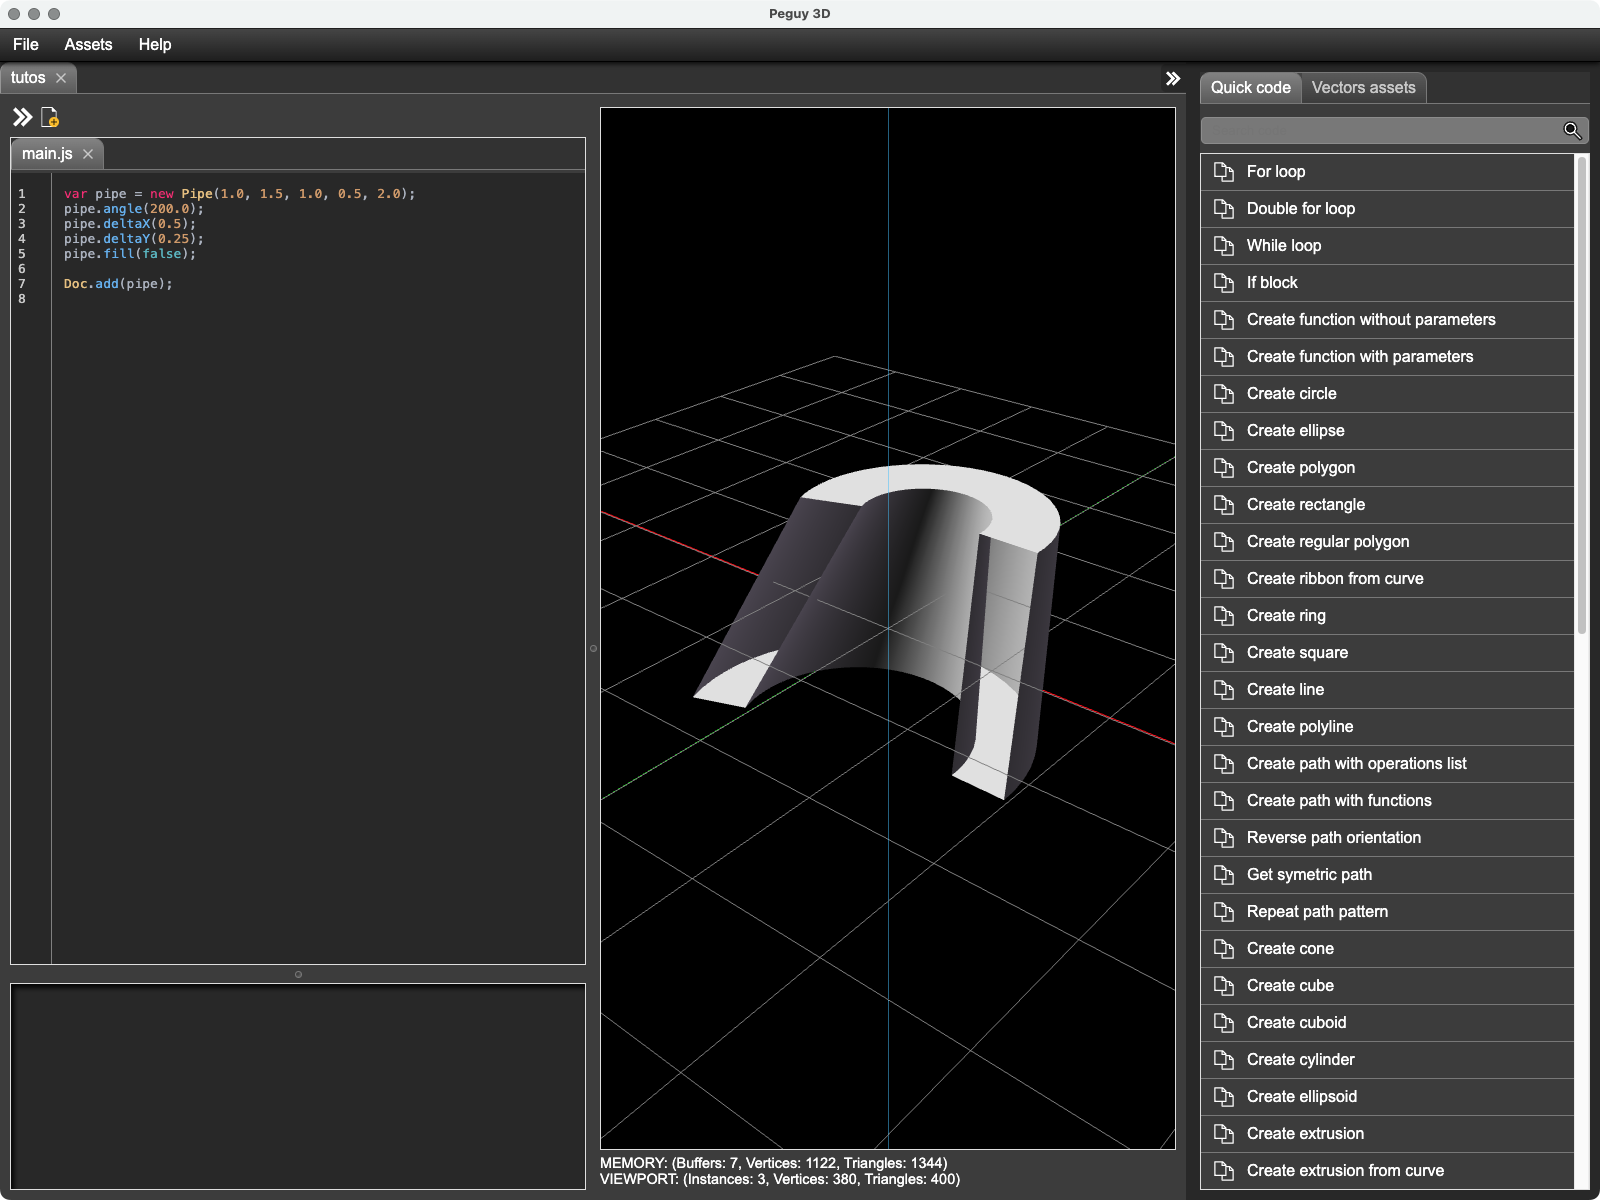 Peguy 3D
File Assets Help
tutos
main.js
1 var pipe = new Pipe(1.0, 1.5, 1.0, 0.5, 2.0);
2 pipe.angle(200.0);
3 pipe.deltaX(0.5);
4 pipe.deltaY(0.25);
5 pipe.fill(false);
6
7 Doc.add(pipe);
8
MEMORY: (Buffers: 7, Vertices: 1122, Triangles: 1344)
VIEWPORT: (Instances: 3, Vertices: 380, Triangles: 400)
Quick code Vectors assets
For loop
Double for loop
While loop
If block
Create function without parameters
Create function with parameters
Create circle
Create ellipse
Create polygon
Create rectangle
Create regular polygon
Create ribbon from curve
Create ring
Create square
Create line
Create polyline
Create path with operations list
Create path with functions
Reverse path orientation
Get symetric path
Repeat path pattern
Create cone
Create cube
Create cuboid
Create cylinder
Create ellipsoid
Create extrusion
Create extrusion from curve